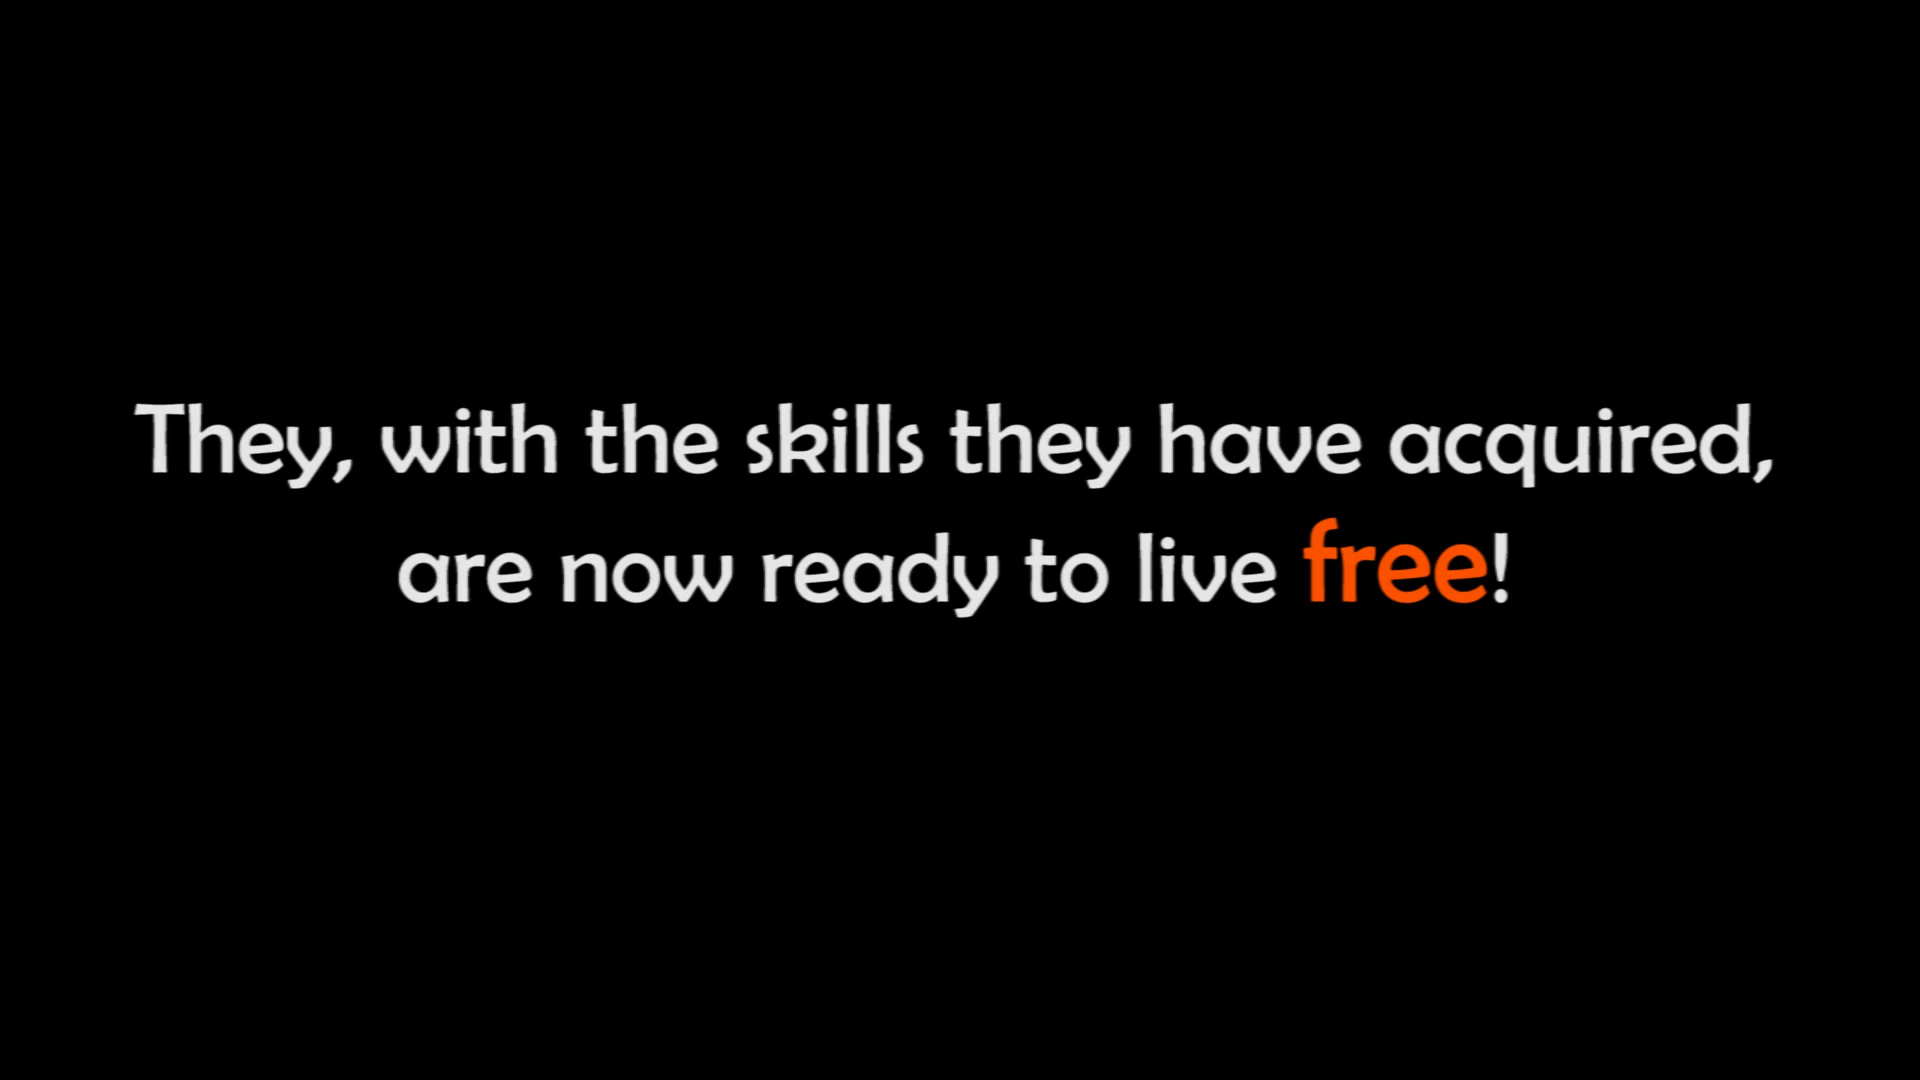 They, with the skills they have acquired,
are now ready to live free!